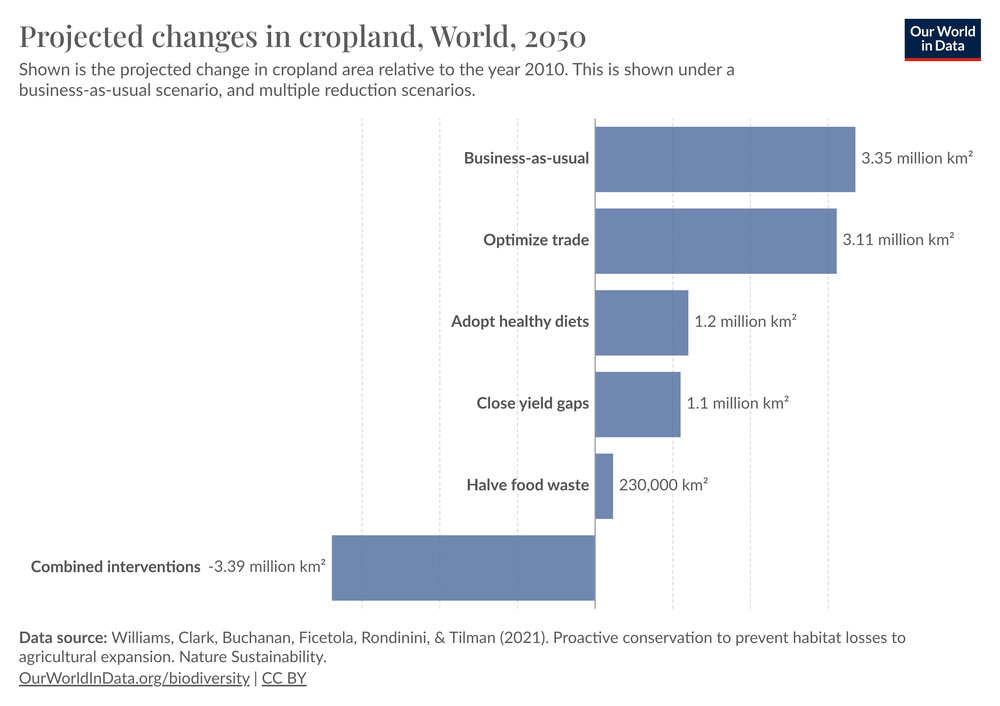 Projected changes in cropland, World, 2050
Our World
in Data
Shown is the projected change in cropland area relative to the year 2010. This is shown under a
business-as-usual scenario, and multiple reduction scenarios.
Business-as-usual 3.35 million km²
Optimize trade 3.11 million km²
Adopt healthy diets 1.2 million km²
Close yield gaps 1.1 million km²
Halve food waste 230,000 km²
Combined interventions -3.39 million km²
Data source: Williams, Clark, Buchanan, Ficetola, Rondinini, & Tilman (2021). Proactive conservation to prevent habitat losses to
agricultural expansion. Nature Sustainability.
OurWorldInData.org/biodiversity | CC BY